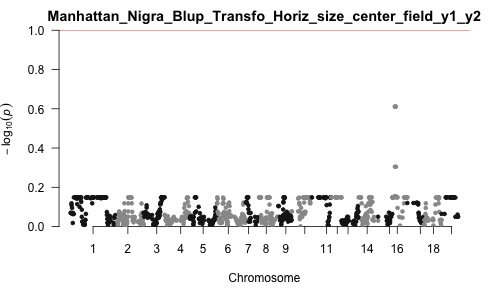 Manhattan_Nigra_Blup_Transfo_Horiz_size_center_field_y1_y2
1.0
0.8
0.6
0.4
0.2
0.0
− log10(p)
1 2 3 4 5 6 7 8 9 11 14 16 18
Chromosome